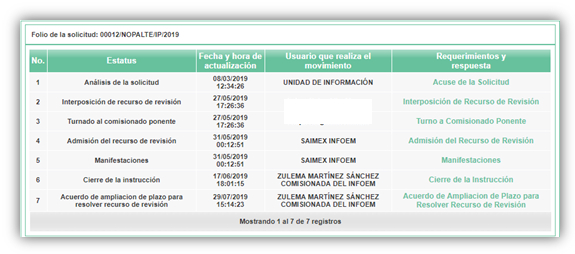 Folio de la solicitud: 00012/NOPALTE/IP/2019
No. Estatus Fecha y hora de actualización Usuario que realiza el movimiento Requerimientos y respuesta
1 Análisis de la solicitud 08/03/2019 12:34:26 UNIDAD DE INFORMACIÓN Acuse de la Solicitud
2 Interposición de recurso de revisión 27/05/2019 17:26:36 Interposición de Recurso de Revisión
3 Turnado al comisionado ponente 27/05/2019 17:26:36 Turno a Comisionado Ponente
4 Admisión del recurso de revisión 31/05/2019 00:12:51 SAIMEX INFOEM Admisión del Recurso de Revisión
5 Manifestaciones 31/05/2019 00:12:51 SAIMEX INFOEM Manifestaciones
6 Cierre de la instrucción 17/06/2019 18:01:15 ZULEMA MARTÍNEZ SÁNCHEZ COMISIONADA DEL INFOEM Cierre de la Instrucción
7 Acuerdo de ampliacion de plazo para resolver recurso de revisión 29/07/2019 15:14:23 ZULEMA MARTÍNEZ SÁNCHEZ COMISIONADA DEL INFOEM Acuerdo de Ampliacion de Plazo para Resolver Recurso de Revisión
Mostrando 1 al 7 de 7 registros